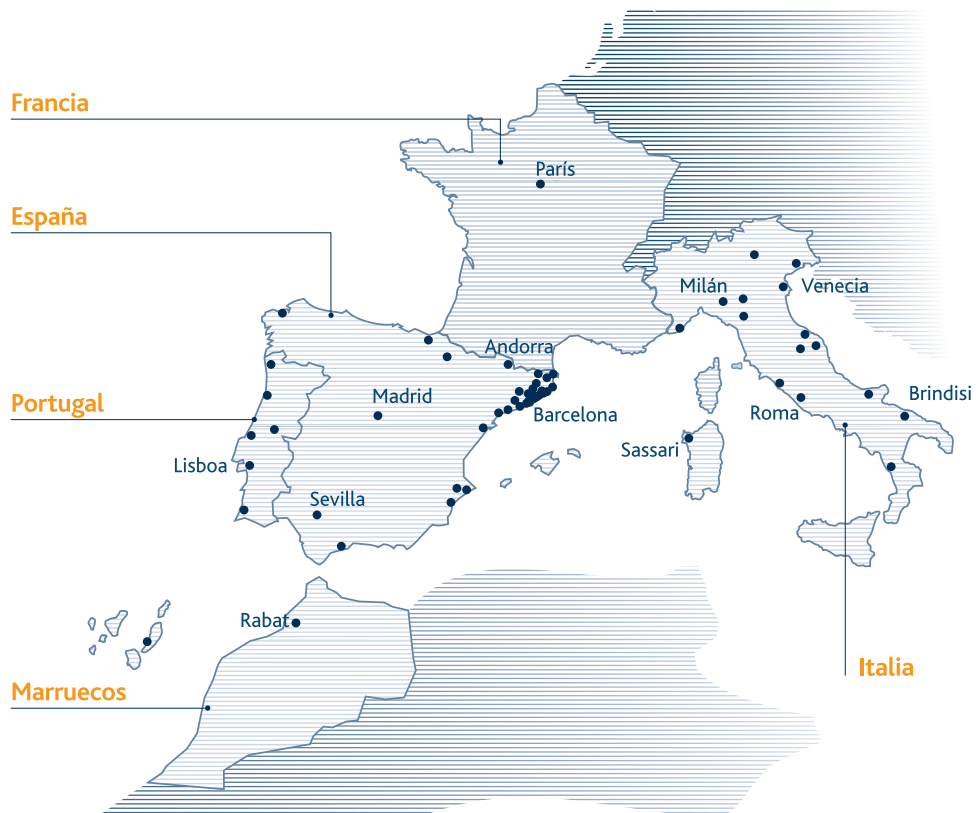 Francia
París
España
Milán
Venecia
Andorra
Madrid
Brindisi
Portugal
Barcelona
Roma
Sassari
Lisboa
Sevilla
Rabat
Italia
Marruecos